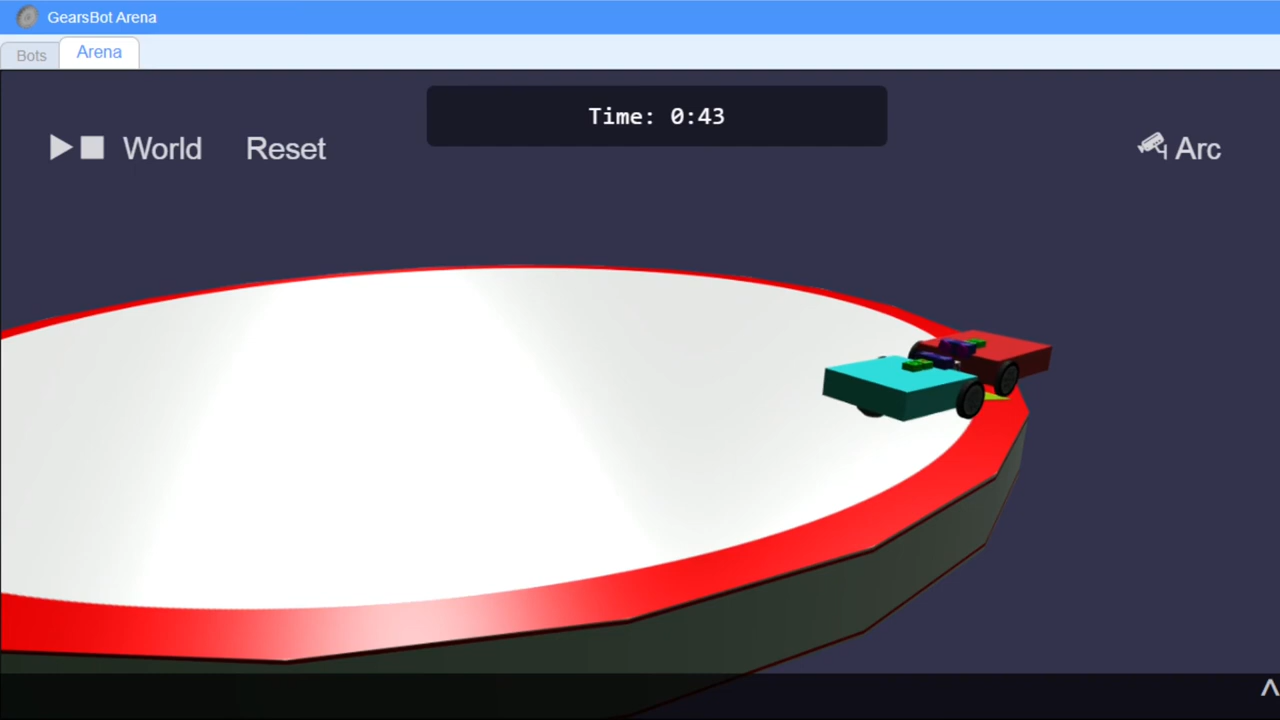 GearsBot Arena
Bots
Arena
Time: 0:43
World
Reset
Arc